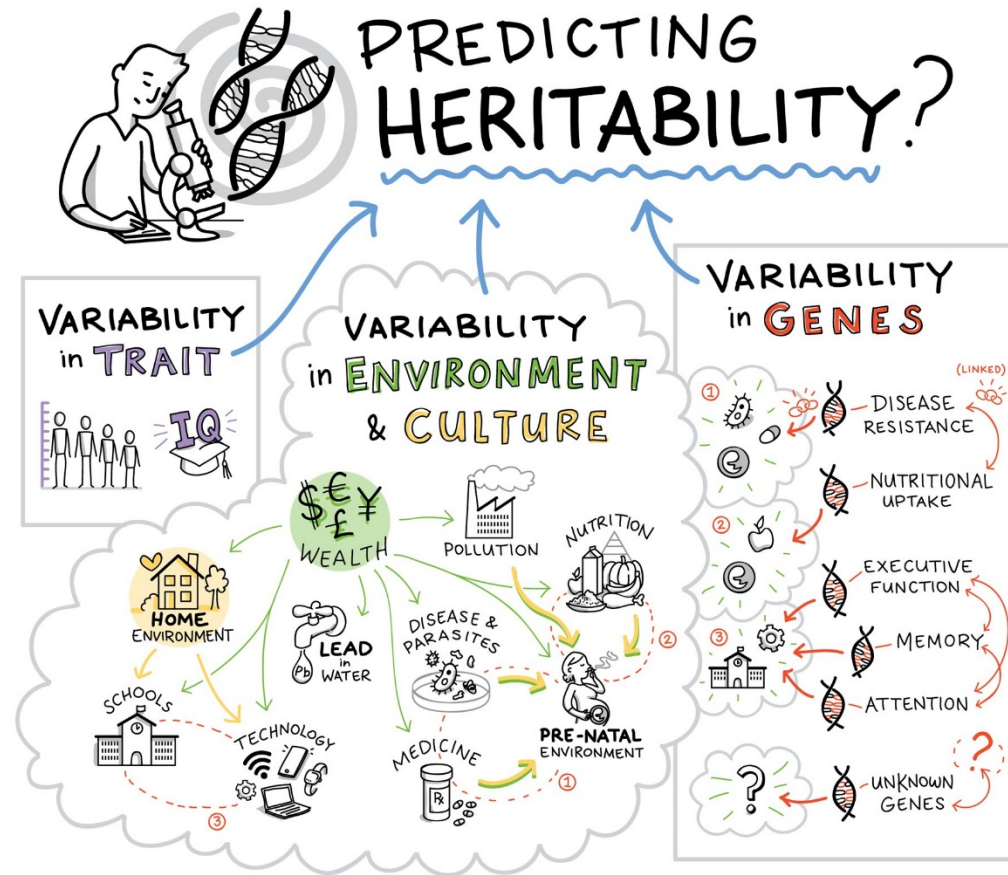 PREDICTING
HERITABILITY?
VARIABILITY
in TRAIT
IQ
VARIABILITY
in ENVIRONMENT
& CULTURE
$ € £ ¥
WEALTH
POLLUTION
NUTRITION
HOME
ENVIRONMENT
LEAD
in
WATER
Pb
DISEASE &
PARASITES
②
SCHOOLS
TECHNOLOGY
③
MEDICINE
Rx
PRE-NATAL
ENVIRONMENT
①
VARIABILITY
in GENES
(LINKED)
①
DISEASE
RESISTANCE
NUTRITIONAL
UPTAKE
②
EXECUTIVE
FUNCTION
③
MEMORY
ATTENTION
?
UNKNOWN
GENES
?